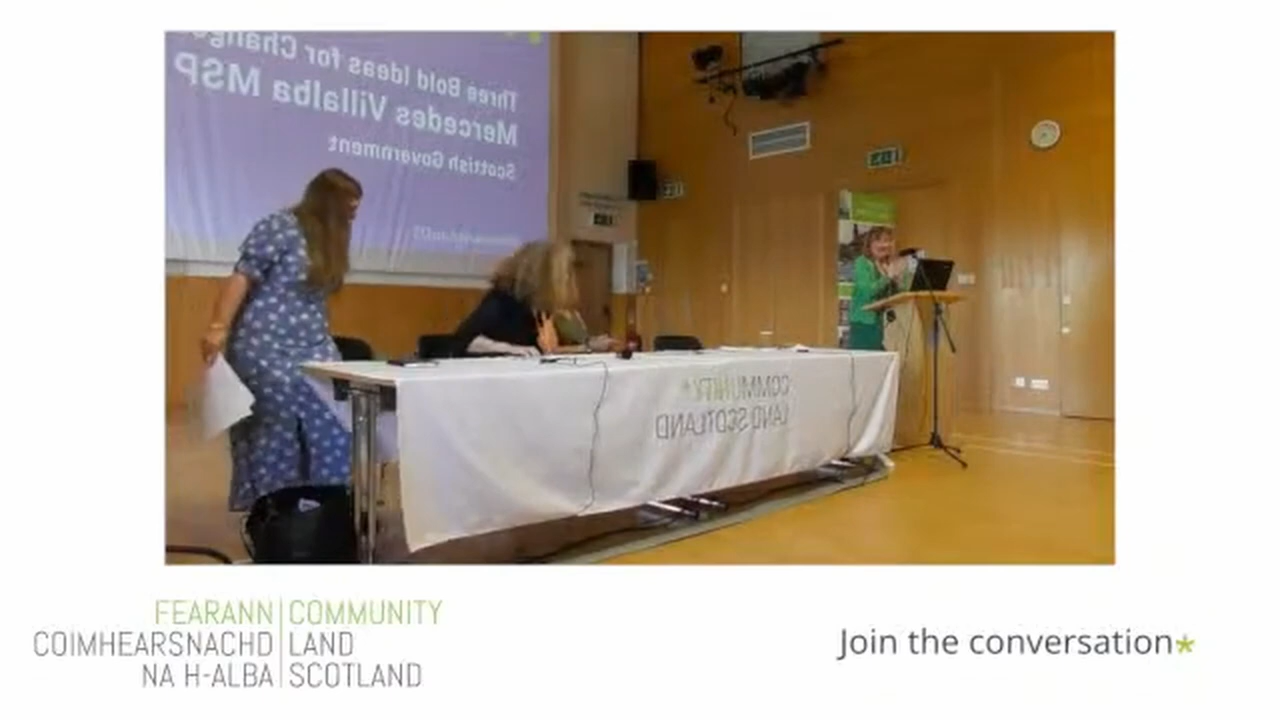 Three Bold Ideas for Change
Mercedes Villalba MSP
Scottish Government
COMMUNITY*
LAND SCOTLAND
FEARANN COMMUNITY
COIMHEARSNACHD LAND
NA H-ALBA SCOTLAND
Join the conversation*